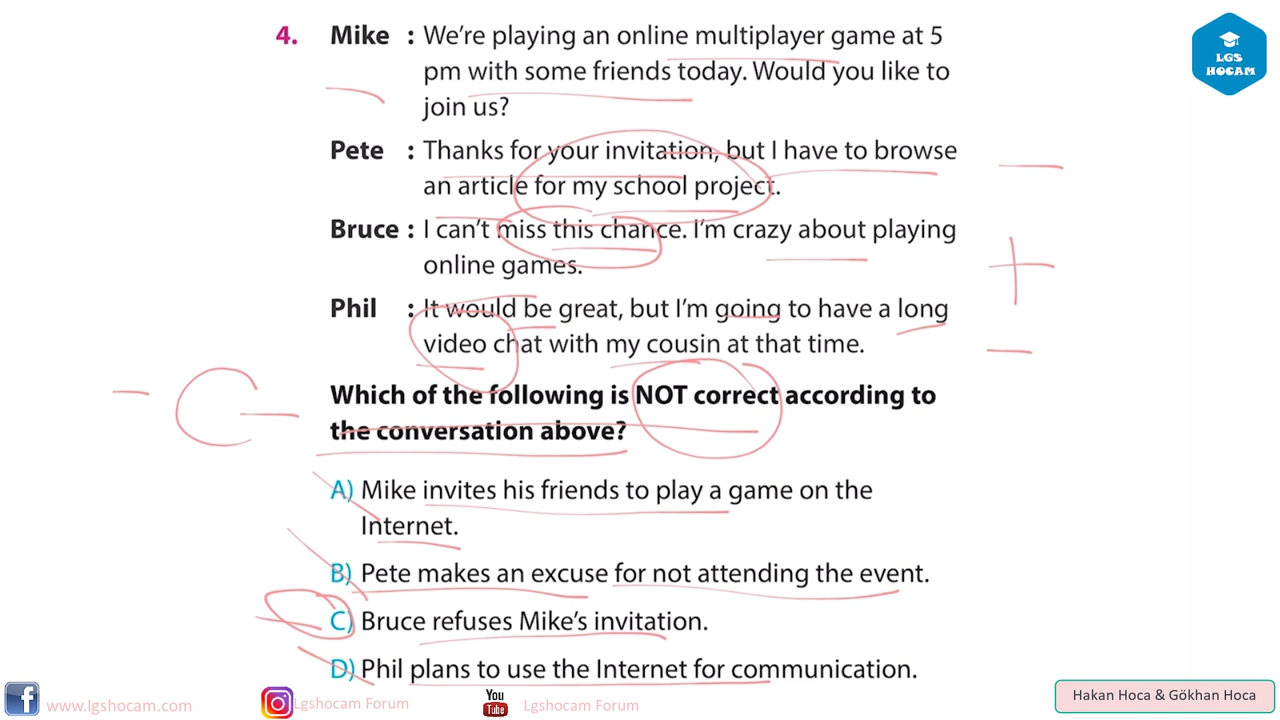 LGS
HOCAM
4. Mike : We're playing an online multiplayer game at 5
pm with some friends today. Would you like to
join us?
Pete : Thanks for your invitation, but I have to browse
an article for my school project.
Bruce : I can't miss this chance. I'm crazy about playing
online games.
Phil : It would be great, but I'm going to have a long
video chat with my cousin at that time.
Which of the following is NOT correct according to
the conversation above?
A) Mike invites his friends to play a game on the
Internet.
B) Pete makes an excuse for not attending the event.
C) Bruce refuses Mike's invitation.
D) Phil plans to use the Internet for communication.
f www.lgshocam.com
Lgshocam Forum
You
Tube
Lgshocam Forum
Hakan Hoca & Gökhan Hoca